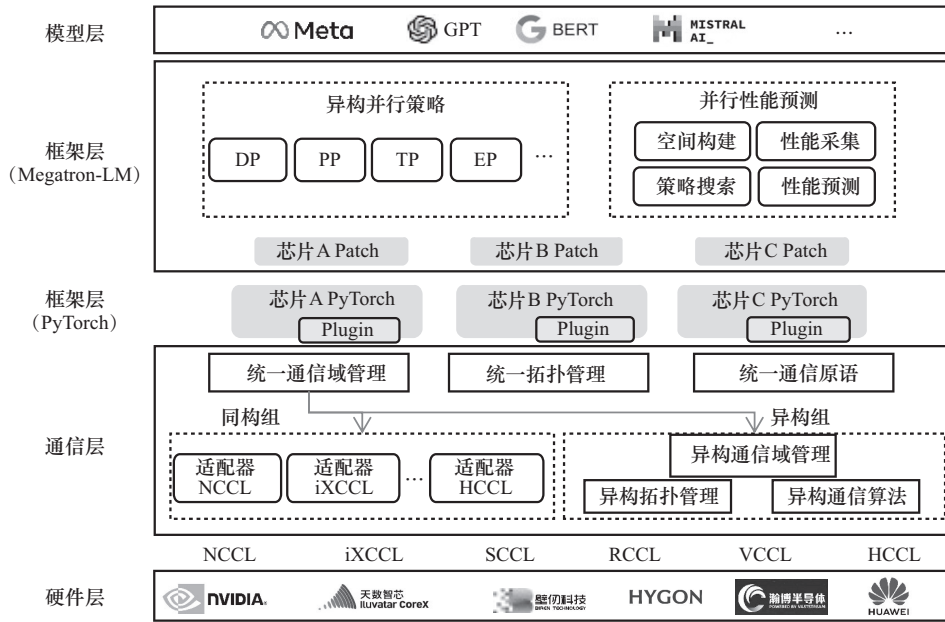 模型层
Meta
GPT
BERT
MISTRAL
AI_
…
框架层
（Megatron-LM）
异构并行策略
DP
PP
TP
EP
…
并行性能预测
空间构建
性能采集
策略搜索
性能预测
芯片A Patch
芯片B Patch
芯片C Patch
框架层
（PyTorch）
芯片A PyTorch
Plugin
芯片B PyTorch
Plugin
芯片C PyTorch
Plugin
通信层
统一通信域管理
统一拓扑管理
统一通信原语
同构组
异构组
适配器
NCCL
适配器
iXCCL
…
适配器
HCCL
异构通信域管理
异构拓扑管理
异构通信算法
NCCL
iXCCL
SCCL
RCCL
VCCL
HCCL
硬件层
NVIDIA.
天数智芯
Iluvatar CoreX
壁仞科技
BIREN TECHNOLOGY
HYGON
瀚博半导体
HUAWEI